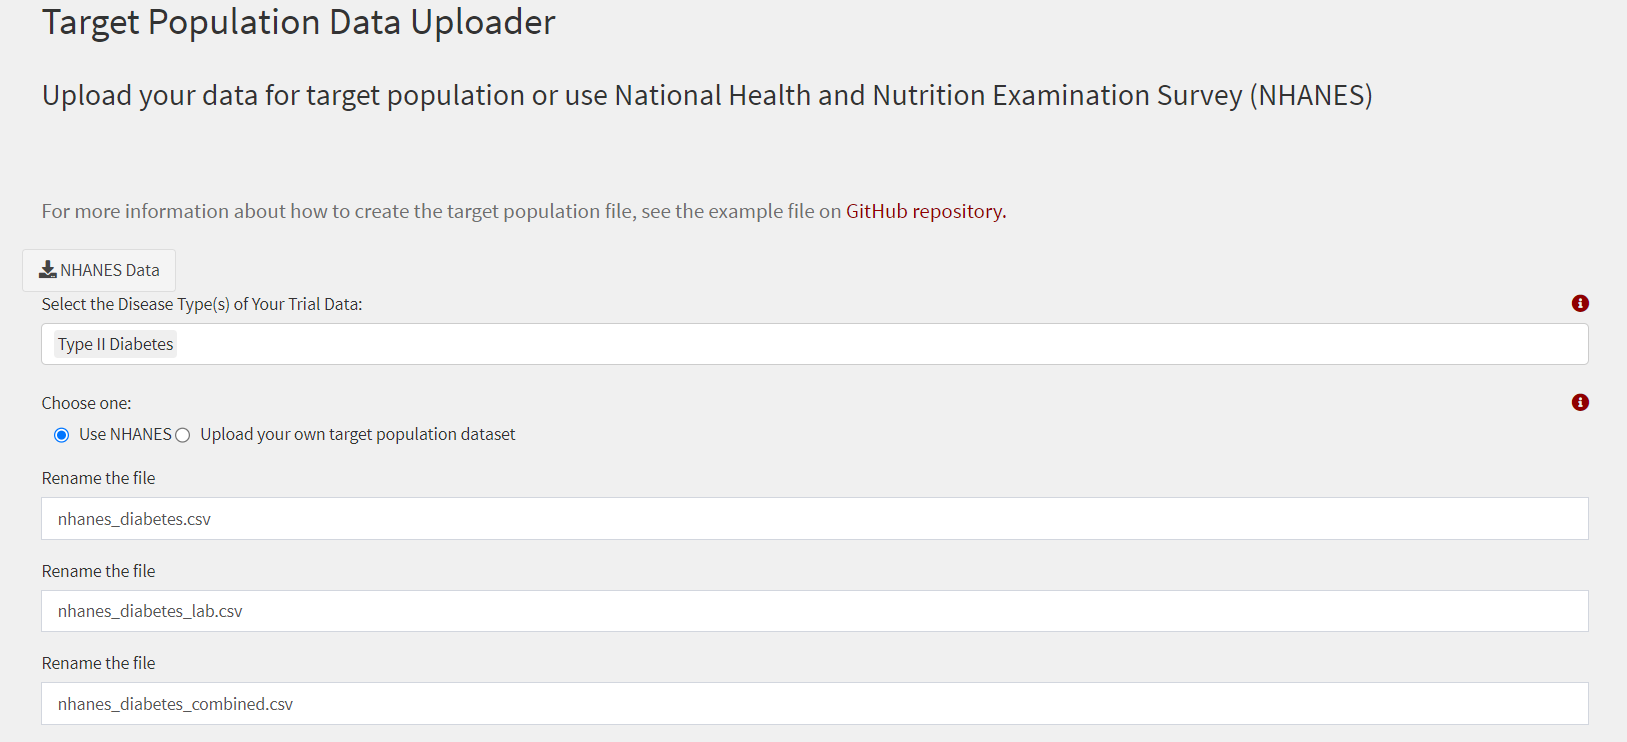 Target Population Data Uploader
Upload your data for target population or use National Health and Nutrition Examination Survey (NHANES)
For more information about how to create the target population file, see the example file on GitHub repository.
NHANES Data
Select the Disease Type(s) of Your Trial Data:
Type II Diabetes
Choose one:
Use NHANES Upload your own target population dataset
Rename the file
nhanes_diabetes.csv
Rename the file
nhanes_diabetes_lab.csv
Rename the file
nhanes_diabetes_combined.csv